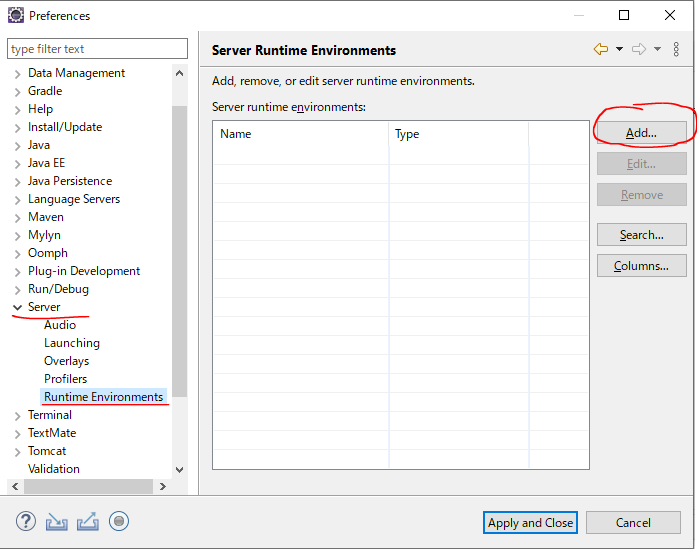 Preferences
type filter text
Data Management
Gradle
Help
Install/Update
Java
Java EE
Java Persistence
Language Servers
Maven
Mylyn
Oomph
Plug-in Development
Run/Debug
Server
Audio
Launching
Overlays
Profilers
Runtime Environments
Terminal
TextMate
Tomcat
Validation
Server Runtime Environments
Add, remove, or edit server runtime environments.
Server runtime environments:
Name Type
Add...
Edit...
Remove
Search...
Columns...
Apply and Close Cancel